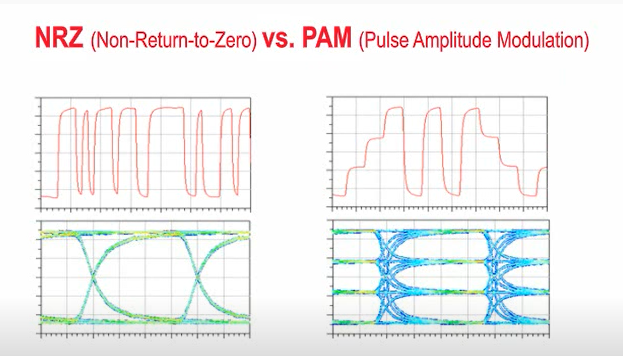 NRZ (Non-Return-to-Zero) vs. PAM (Pulse Amplitude Modulation)